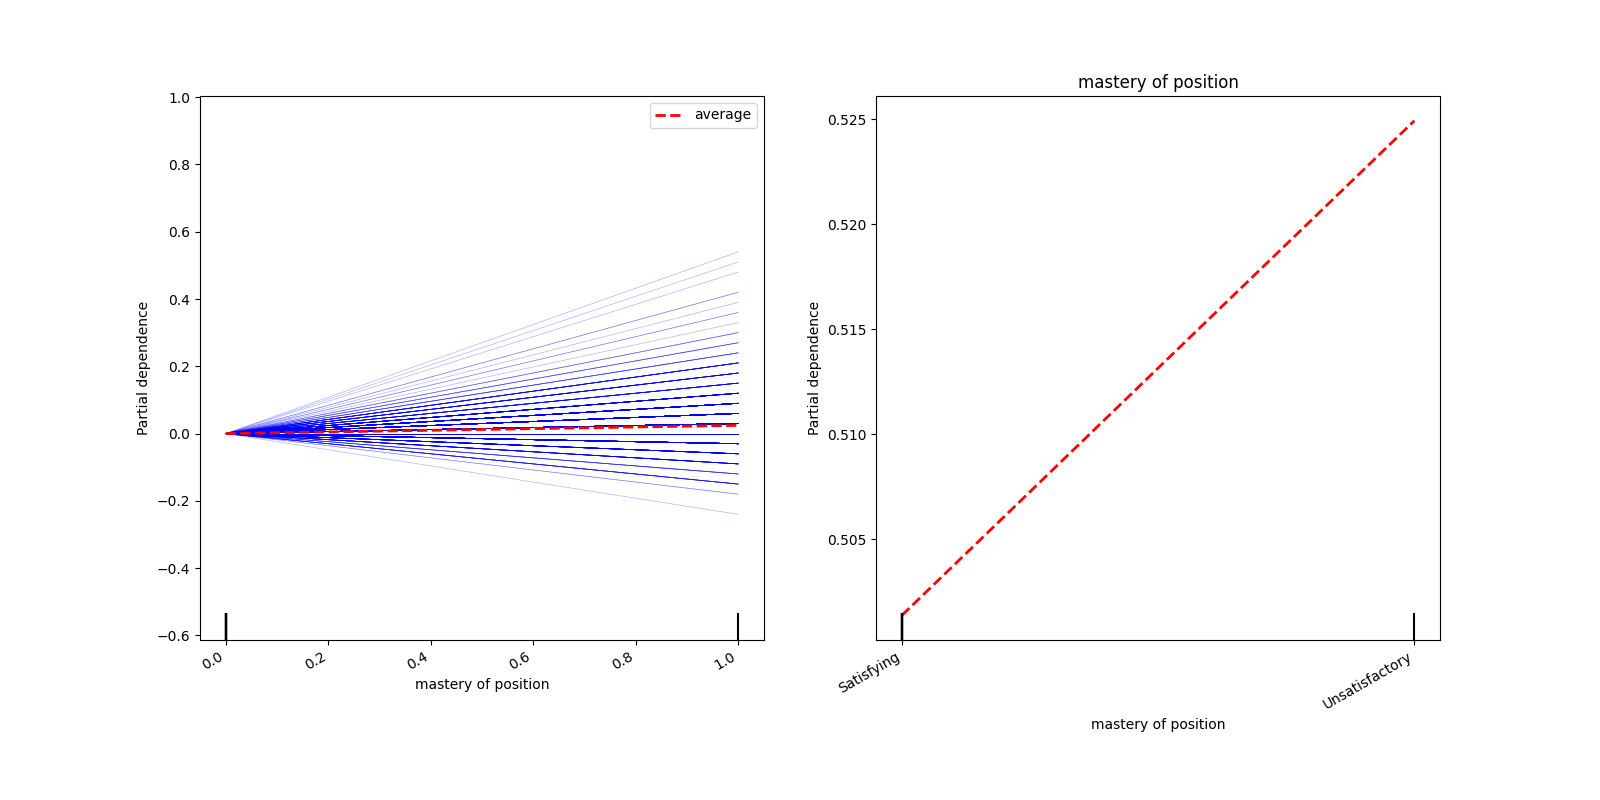 average
1.0
0.8
0.6
0.4
0.2
0.0
−0.2
−0.4
−0.6
Partial dependence
0.0
0.2
0.4
0.6
0.8
1.0
mastery of position
mastery of position
0.525
0.520
0.515
0.510
0.505
Partial dependence
Satisfying
Unsatisfactory
mastery of position